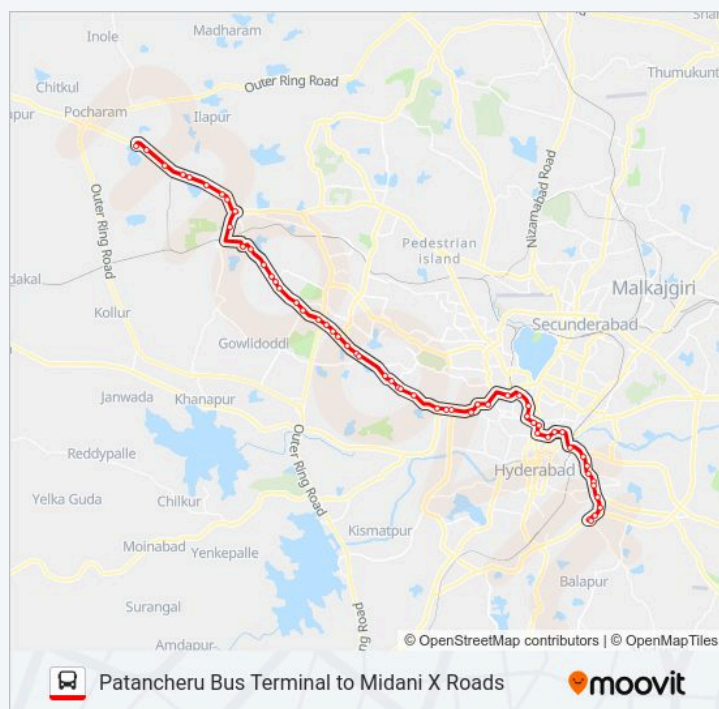 Inole
Madharam
Thumukunt
Chitkul
Outer Ring Road
Pocharam
Ilapur
Outer Ring Road
Nizamabad Road
Pedestrian
island
dakal
Malkajgiri
Kollur
Secunderabad
Gowlidoddi
Janwada
Khanapur
Outer Ring Road
Reddypalle
Hyderabad
Yelka Guda
Chilkur
Kismatpur
Moinabad
Yenkepalle
Balapur
Surangal
Amdapur
ng Road
© OpenStreetMap contributors | © OpenMapTiles
Patancheru Bus Terminal to Midani X Roads
moovit